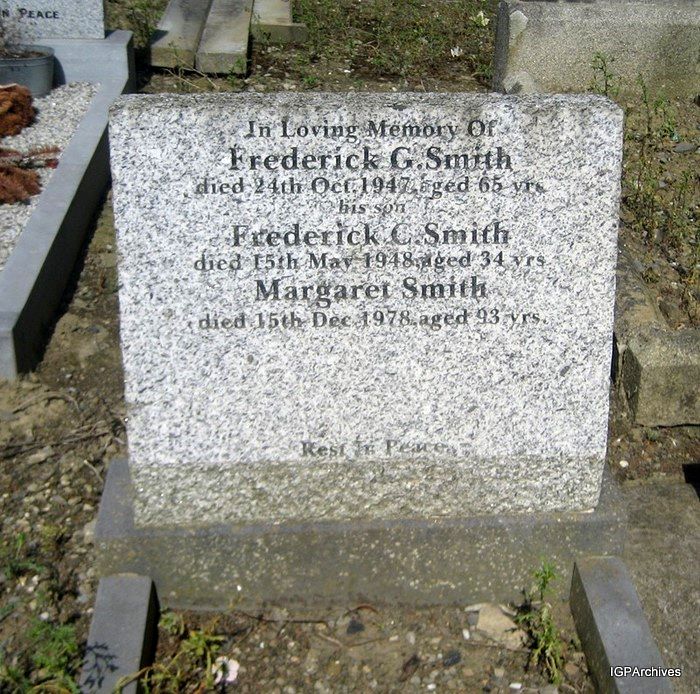 N PEACE
In Loving Memory Of
Frederick G. Smith
died 24th Oct. 1947, aged 65 yrs.
his son
Frederick C. Smith
died 15th May 1948, aged 34 yrs.
Margaret Smith
died 15th Dec. 1978, aged 93 yrs.
Rest In Peace
IGPArchives